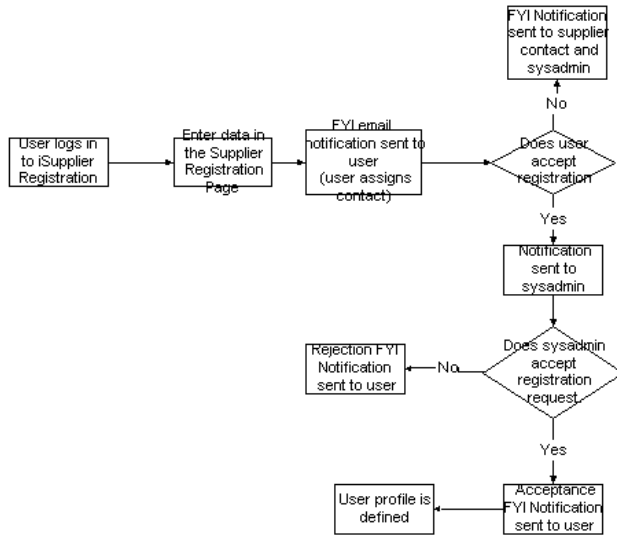 FYI Notification
sent to supplier
contact and
sysadmin
No
User logs in
to iSupplier
Registration
Enter data in
the Supplier
Registration
Page
FYI email
notification sent to
user
(user assigns
contact)
Does user
accept
registration
Yes
Notification
sent to
sysadmin
Does sysadmin
accept
registration
request.
No
Rejection FYI
Notification
sent to user
Yes
Acceptance
FYI Notification
sent to user
User profile is
defined